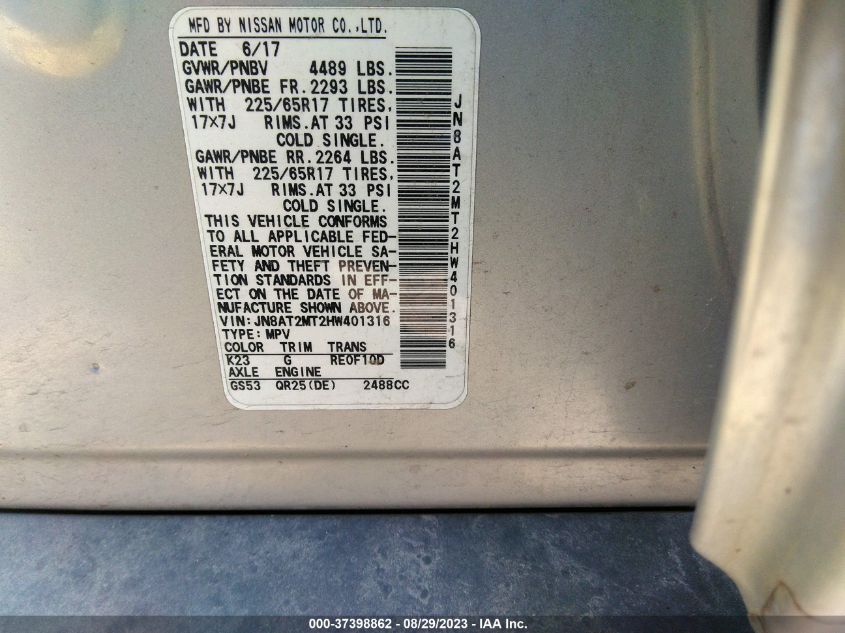 MFD BY NISSAN MOTOR CO.,LTD.
DATE 6/17
GVWR/PNBV 4489 LBS.
GAWR/PNBE FR.2293 LBS.
WITH 225/65R17 TIRES,
17×7J RIMS.AT 33 PSI
COLD SINGLE.
GAWR/PNBE RR.2264 LBS.
WITH 225/65R17 TIRES,
17×7J RIMS.AT 33 PSI
COLD SINGLE.
THIS VEHICLE CONFORMS
TO ALL APPLICABLE FED-
ERAL MOTOR VEHICLE SA-
FETY AND THEFT PREVEN-
TION STANDARDS IN EFF-
ECT ON THE DATE OF MA-
NUFACTURE SHOWN ABOVE.
VIN:JN8AT2MT2HW401316
TYPE:MPV
COLOR TRIM TRANS
K23 G RE0F10D
AXLE ENGINE
GS53 QR25(DE) 2488CC
JN8AT2MT2HW401316
000-37398862 - 08/29/2023 - IAA Inc.